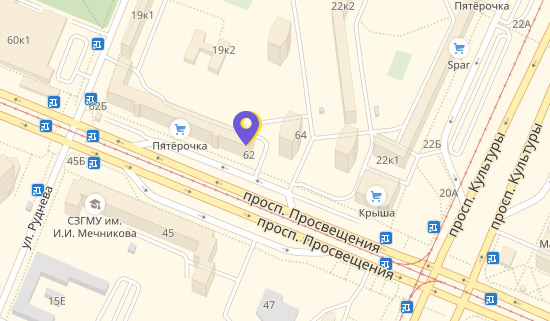 19к1
Пятёрочка
22А
60к1
19к2
Spar
62Б
Пятёрочка
64
62
22Б
45Б
22к1
20А
просп. Культуры
просп. Культуры
Крыша
ул. Руднева
СЗГМУ им.
И.И. Мечникова
просп. Просвещения
просп. Просвещения
45
15Е
47